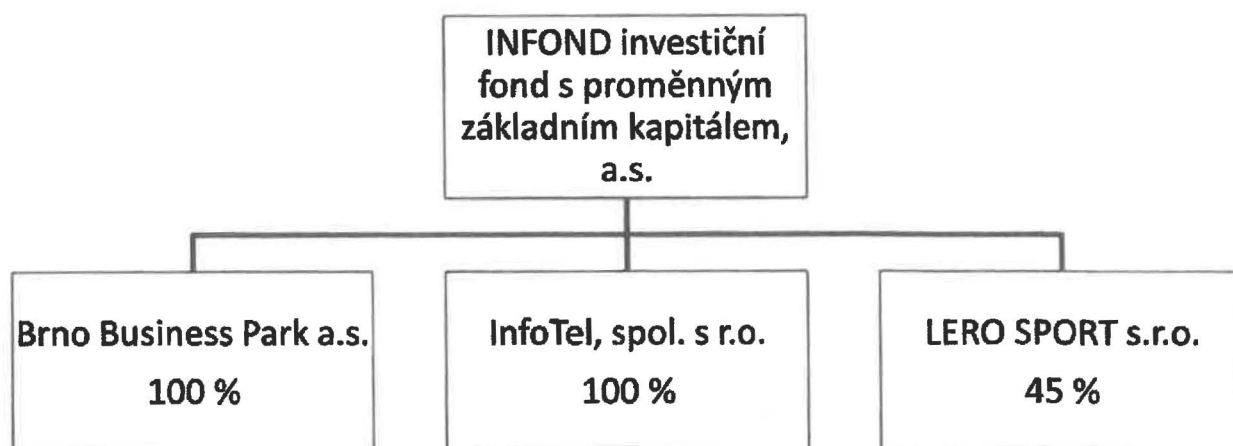 INFOND investiční
fond s proměnným
základním kapitálem,
a.s.
Brno Business Park a.s.
100 %
InfoTel, spol. s r.o.
100 %
LERO SPORT s.r.o.
45 %